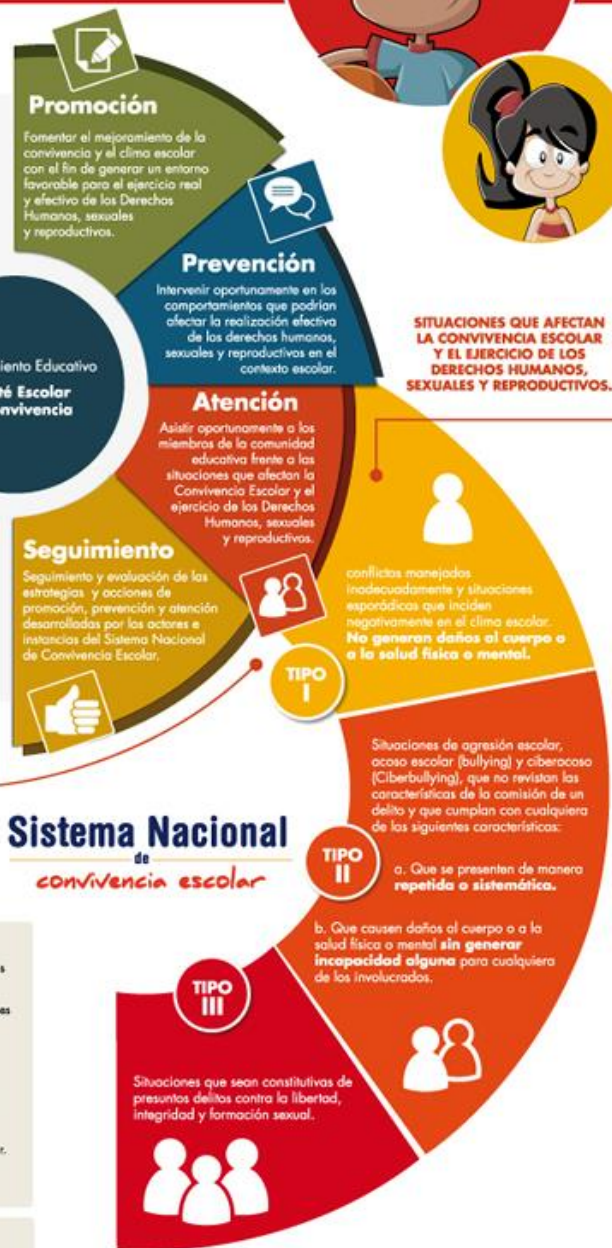 Promoción
Fomentar el mejoramiento de la
convivencia y el clima escolar
con el fin de generar un entorno
favorable para el ejercicio real
y efectivo de los Derechos
Humanos, sexuales
y reproductivos.
Prevención
Intervenir oportunamente en los
comportamientos que podrían
afectar la realización efectiva
de los derechos humanos,
sexuales y reproductivos en el
contexto escolar.
SITUACIONES QUE AFECTAN
LA CONVIVENCIA ESCOLAR
Y EL EJERCICIO DE LOS
DERECHOS HUMANOS,
SEXUALES Y REPRODUCTIVOS.
Educativo
Escolar
Atención
Asistir oportunamente a los
miembros de la comunidad
educativa frente a las
situaciones que afectan la
Convivencia Escolar y el
ejercicio de los Derechos
Humanos, sexuales
y reproductivos.
Seguimiento
Seguimiento y evaluación de las
estrategias y acciones de
promoción, prevención y atención
desarrolladas por los actores e
instancias del Sistema Nacional
de Convivencia Escolar.
conflictos manejados
inadecuadamente y situaciones
esporádicas que inciden
negativamente en el clima escolar.
No generan daños al cuerpo o
a la salud física o mental.
TIPO
I
Situaciones de agresión escolar,
acoso escolar (bullying) y ciberacoso
(Ciberbullying), que no revistan las
características de la comisión de un
delito y que cumplan con cualquiera
de las siguientes características:
TIPO
II
a. Que se presenten de manera
repetida o sistemática.
b. Que causen daños al cuerpo o a la
salud física o mental sin generar
incapacidad alguna para cualquiera
de los involucrados.
Sistema Nacional
de
convivencia escolar
TIPO
III
Situaciones que sean constitutivas de
presuntos delitos contra la libertad,
integridad y formación sexual.